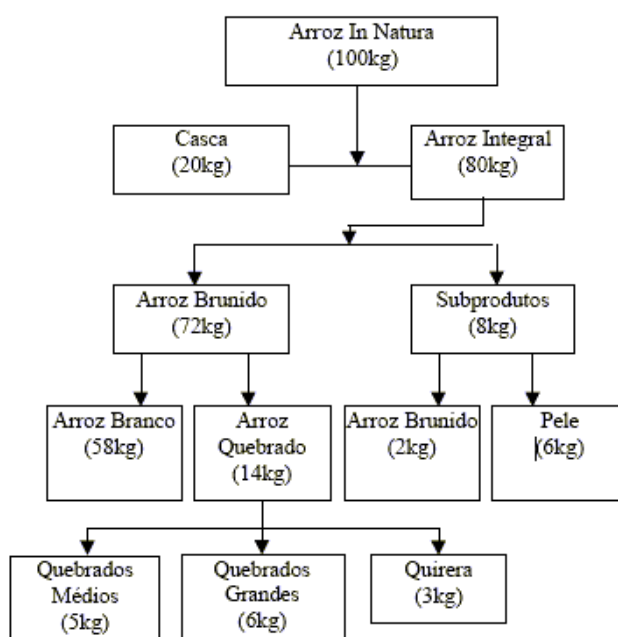 Arroz In Natura
(100kg)
Casca
(20kg)
Arroz Integral
(80kg)
Arroz Brunido
(72kg)
Subprodutos
(8kg)
Arroz Branco
(58kg)
Arroz
Quebrado
(14kg)
Arroz Brunido
(2kg)
Pele
(6kg)
Quebrados
Médios
(5kg)
Quebrados
Grandes
(6kg)
Quirera
(3kg)